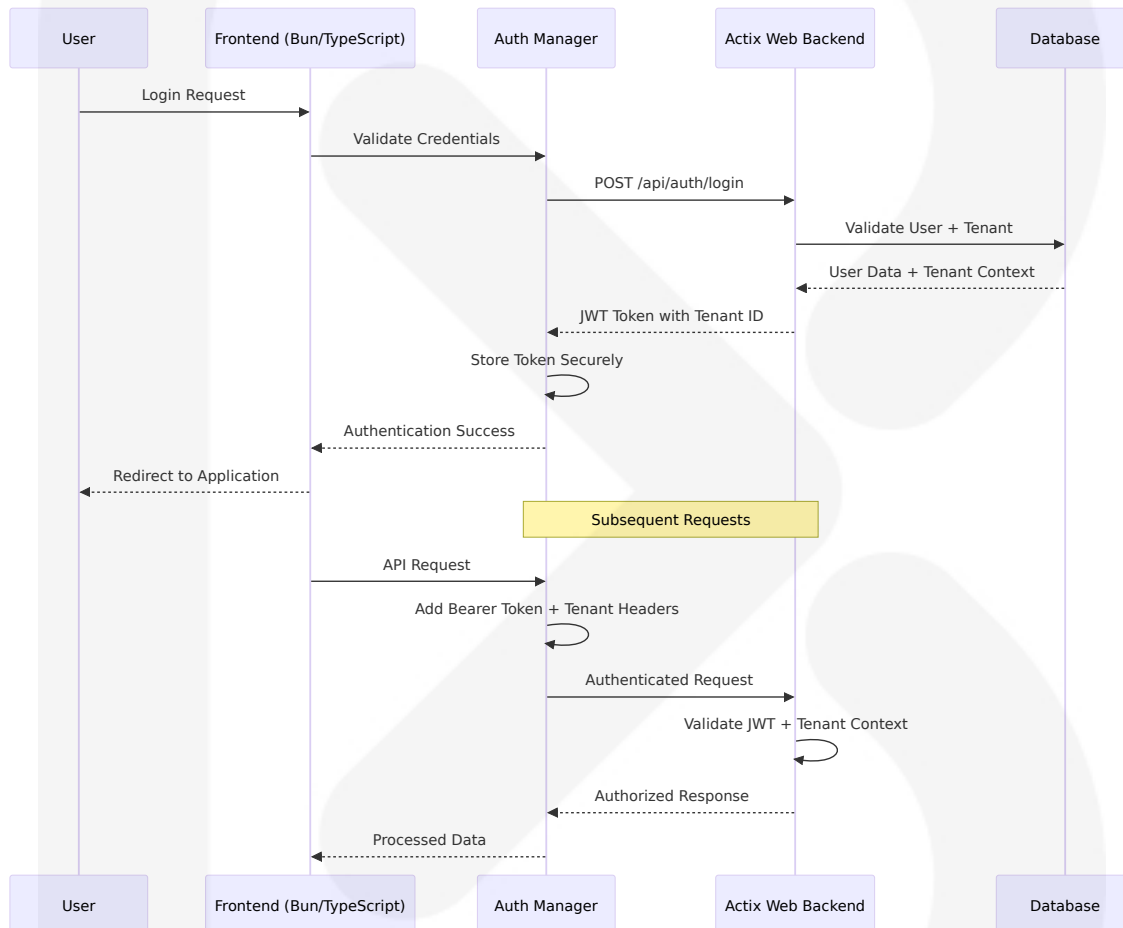 User
Frontend (Bun/TypeScript)
Auth Manager
Actix Web Backend
Database
Login Request
Validate Credentials
POST /api/auth/login
Validate User + Tenant
User Data + Tenant Context
JWT Token with Tenant ID
Store Token Securely
Authentication Success
Redirect to Application
Subsequent Requests
API Request
Add Bearer Token + Tenant Headers
Authenticated Request
Validate JWT + Tenant Context
Authorized Response
Processed Data
User
Frontend (Bun/TypeScript)
Auth Manager
Actix Web Backend
Database